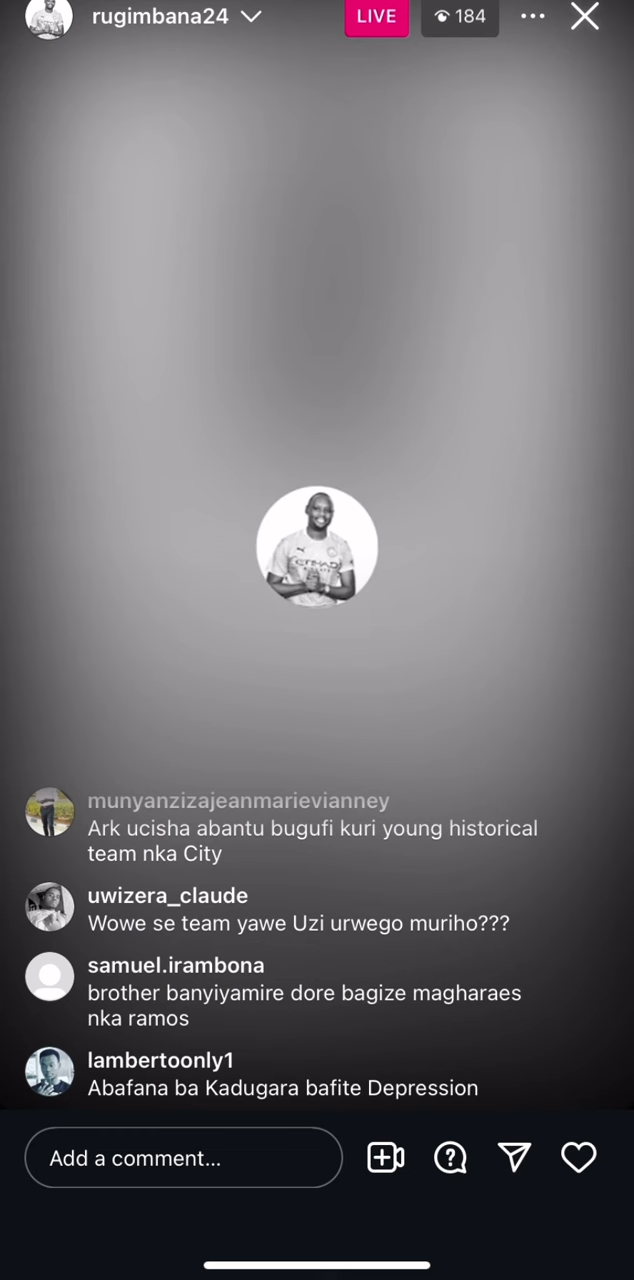 rugimbana24
LIVE
184
ETIHAD
munyanzizajeanmarievianney
Ark ucisha abantu bugufi kuri young historical
team nka City
uwizera_claude
Wowe se team yawe Uzi urwego muriho???
samuel.irambona
brother banyiyamire dore bagize magharaes
nka ramos
lambertoonly1
Abafana ba Kadugara bafite Depression
Add a comment...